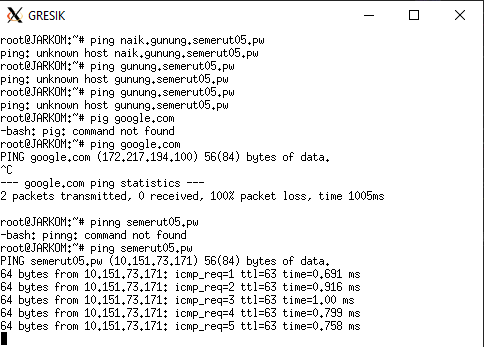 GRESIK
root@JARKOM:~# ping naik.gunung.semerut05.pw
ping: unknown host naik.gunung.semerut05.pw
root@JARKOM:~# ping gunung.semerut05.pw
ping: unknown host gunung.semerut05.pw
root@JARKOM:~# ping gunung.semerut05.pw
ping: unknown host gunung.semerut05.pw
root@JARKOM:~# pig google.com
-bash: pig: command not found
root@JARKOM:~# ping google.com
PING google.com (172.217.194.100) 56(84) bytes of data.
^C
--- google.com ping statistics ---
2 packets transmitted, 0 received, 100% packet loss, time 1005ms
root@JARKOM:~# pinng semerut05.pw
-bash: pinng: command not found
root@JARKOM:~# ping semerut05.pw
PING semerut05.pw (10.151.73.171) 56(84) bytes of data.
64 bytes from 10.151.73.171: icmp_req=1 ttl=63 time=0.691 ms
64 bytes from 10.151.73.171: icmp_req=2 ttl=63 time=0.916 ms
64 bytes from 10.151.73.171: icmp_req=3 ttl=63 time=1.00 ms
64 bytes from 10.151.73.171: icmp_req=4 ttl=63 time=0.799 ms
64 bytes from 10.151.73.171: icmp_req=5 ttl=63 time=0.758 ms